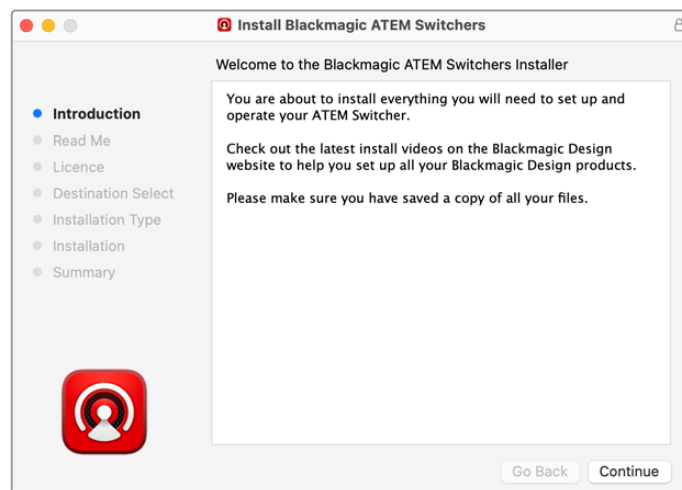 Install Blackmagic ATEM Switchers
Welcome to the Blackmagic ATEM Switchers Installer
Introduction
Read Me
Licence
Destination Select
Installation Type
Installation
Summary
You are about to install everything you will need to set up and
operate your ATEM Switcher.
Check out the latest install videos on the Blackmagic Design
website to help you set up all your Blackmagic Design products.
Please make sure you have saved a copy of all your files.
Go Back
Continue